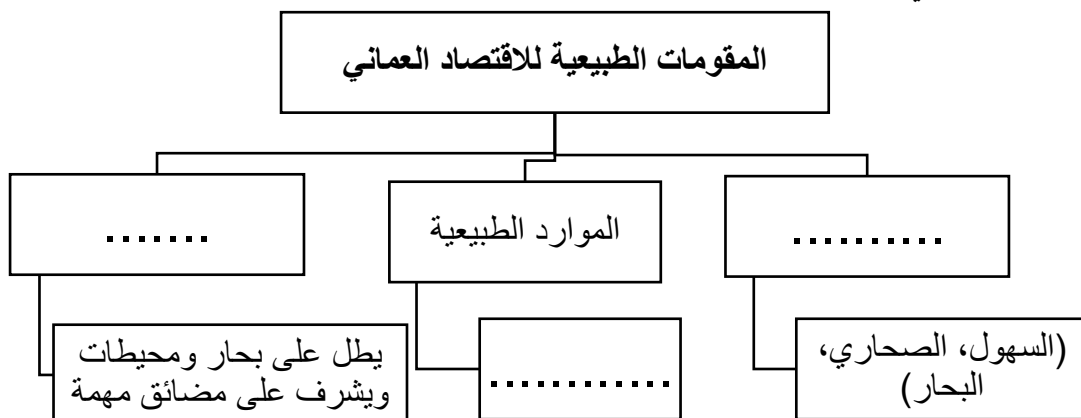 المقومات الطبيعية للاقتصاد العماني
..........
الموارد الطبيعية
.......
(السهول، الصحاري،
البحار)
............
يطل على بحار ومحيطات
ويشرف على مضائق مهمة